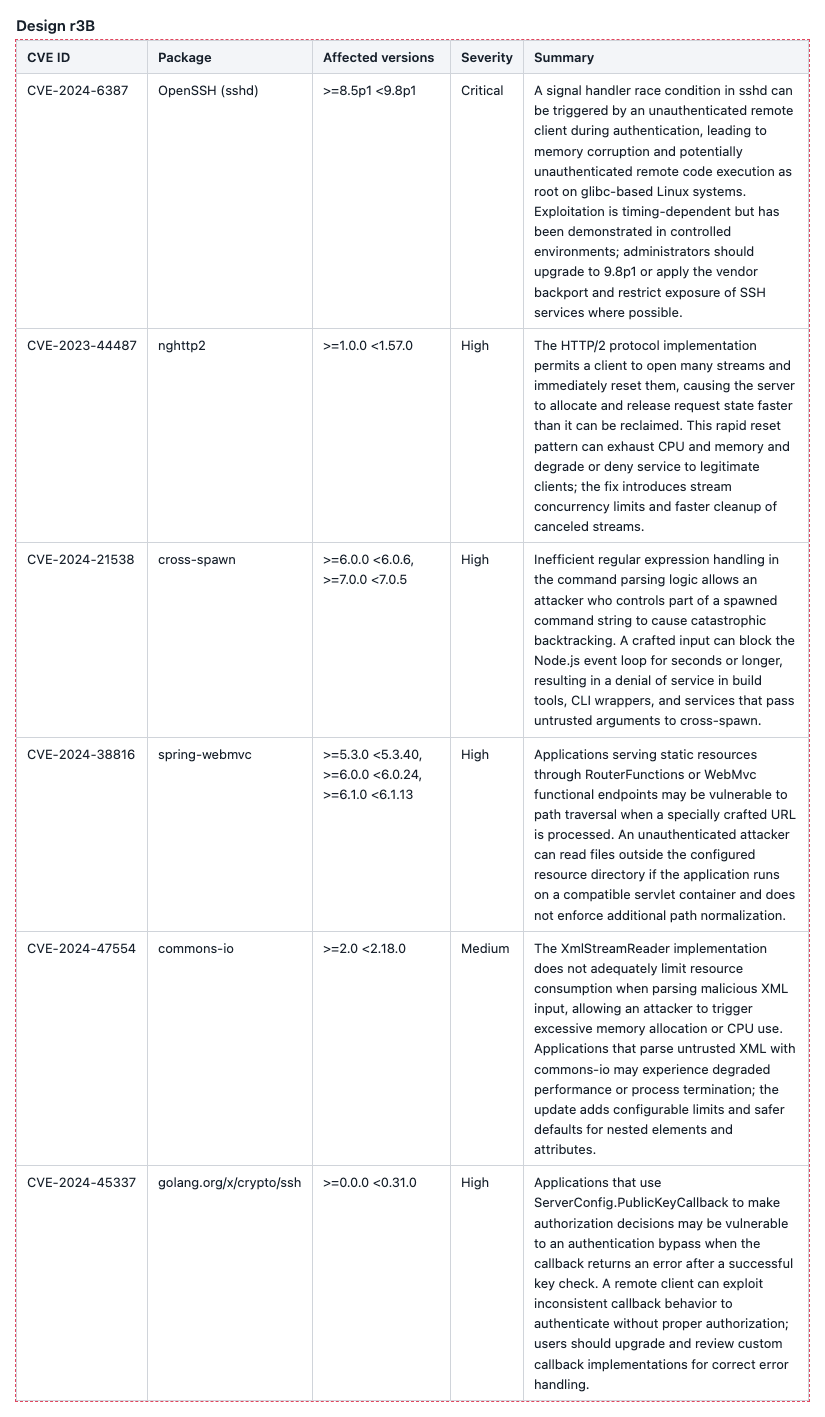 Design r3B
CVE ID Package Affected versions Severity Summary
CVE-2024-6387 OpenSSH (sshd) >=8.5p1 <9.8p1 Critical A signal handler race condition in sshd can
be triggered by an unauthenticated remote
client during authentication, leading to
memory corruption and potentially
unauthenticated remote code execution as
root on glibc-based Linux systems.
Exploitation is timing-dependent but has
been demonstrated in controlled
environments; administrators should
upgrade to 9.8p1 or apply the vendor
backport and restrict exposure of SSH
services where possible.
CVE-2023-44487 nghttp2 >=1.0.0 <1.57.0 High The HTTP/2 protocol implementation
permits a client to open many streams and
immediately reset them, causing the server
to allocate and release request state faster
than it can be reclaimed. This rapid reset
pattern can exhaust CPU and memory and
degrade or deny service to legitimate
clients; the fix introduces stream
concurrency limits and faster cleanup of
canceled streams.
CVE-2024-21538 cross-spawn >=6.0.0 <6.0.6, High Inefficient regular expression handling in
>=7.0.0 <7.0.5 the command parsing logic allows an
attacker who controls part of a spawned
command string to cause catastrophic
backtracking. A crafted input can block the
Node.js event loop for seconds or longer,
resulting in a denial of service in build
tools, CLI wrappers, and services that pass
untrusted arguments to cross-spawn.
CVE-2024-38816 spring-webmvc >=5.3.0 <5.3.40, High Applications serving static resources
>=6.0.0 <6.0.24, through RouterFunctions or WebMvc
>=6.1.0 <6.1.13 functional endpoints may be vulnerable to
path traversal when a specially crafted URL
is processed. An unauthenticated attacker
can read files outside the configured
resource directory if the application runs
on a compatible servlet container and does
not enforce additional path normalization.
CVE-2024-47554 commons-io >=2.0 <2.18.0 Medium The XmlStreamReader implementation
does not adequately limit resource
consumption when parsing malicious XML
input, allowing an attacker to trigger
excessive memory allocation or CPU use.
Applications that parse untrusted XML with
commons-io may experience degraded
performance or process termination; the
update adds configurable limits and safer
defaults for nested elements and
attributes.
CVE-2024-45337 golang.org/x/crypto/ssh >=0.0.0 <0.31.0 High Applications that use
ServerConfig.PublicKeyCallback to make
authorization decisions may be vulnerable
to an authentication bypass when the
callback returns an error after a successful
key check. A remote client can exploit
inconsistent callback behavior to
authenticate without proper authorization;
users should upgrade and review custom
callback implementations for correct error
handling.